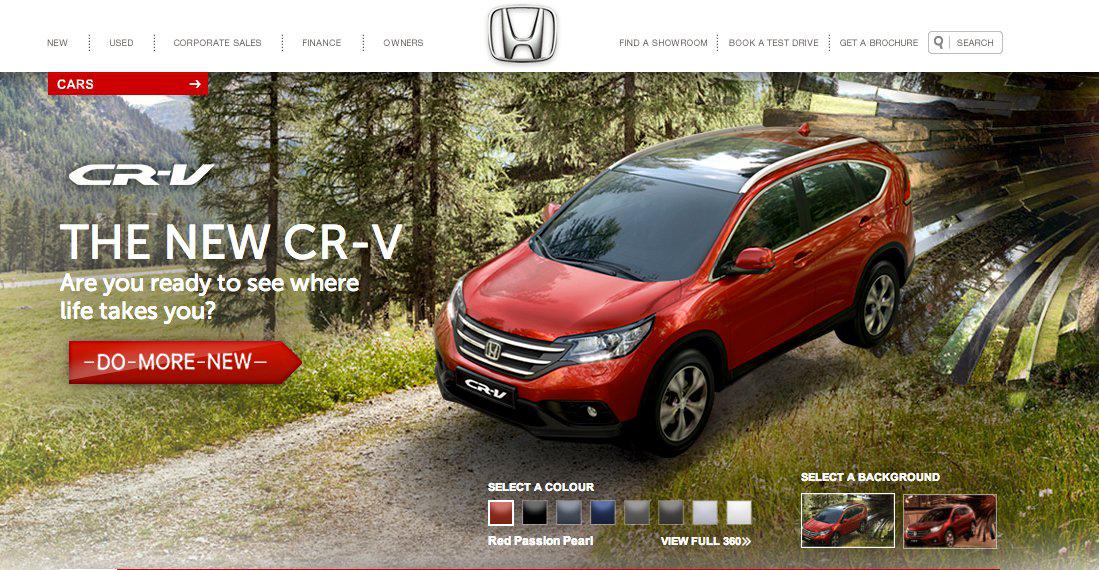 NEW
USED
CORPORATE SALES
FINANCE
OWNERS
FIND A SHOWROOM
BOOK A TEST DRIVE
GET A BROCHURE
SEARCH
CARS
CR-V
THE NEW CR-V
Are you ready to see where
life takes you?
–DO–MORE–NEW–
CR-V
SELECT A COLOUR
Red Passion Pearl
VIEW FULL 360
SELECT A BACKGROUND